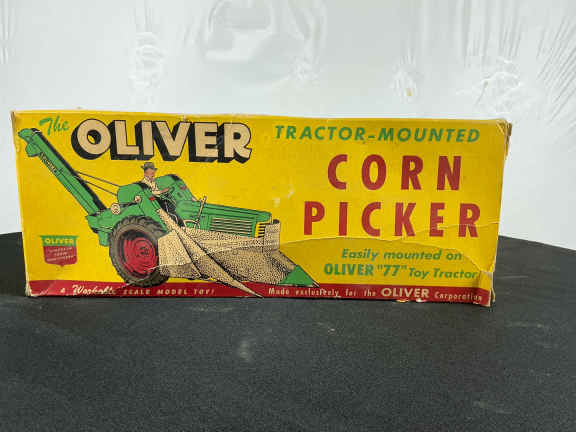 The OLIVER
TRACTOR-MOUNTED
CORN
PICKER
Easily mounted on
OLIVER "77" Toy Tractor
OLIVER
A Workable SCALE MODEL TOY!
Made exclusively for the OLIVER Corporation